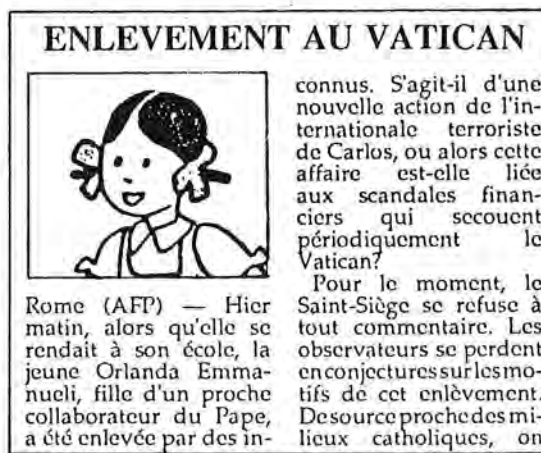 ENLEVEMENT AU VATICAN
Rome (AFP) — Hier
matin, alors qu'elle se
rendait à son école, la
jeune Orlanda Emma-
nueli, fille d'un proche
collaborateur du Pape,
a été enlevée par des in-
connus. S'agit-il d'une
nouvelle action de l'in-
ternationale terroriste
de Carlos, ou alors cette
affaire est-elle liée
aux scandales finan-
ciers qui secouent
périodiquement le
Vatican?
Pour le moment, le
Saint-Siège se refuse à
tout commentaire. Les
observateurs se perdent
en conjectures sur les mo-
tifs de cet enlèvement.
De source proche des mi-
lieux catholiques, on